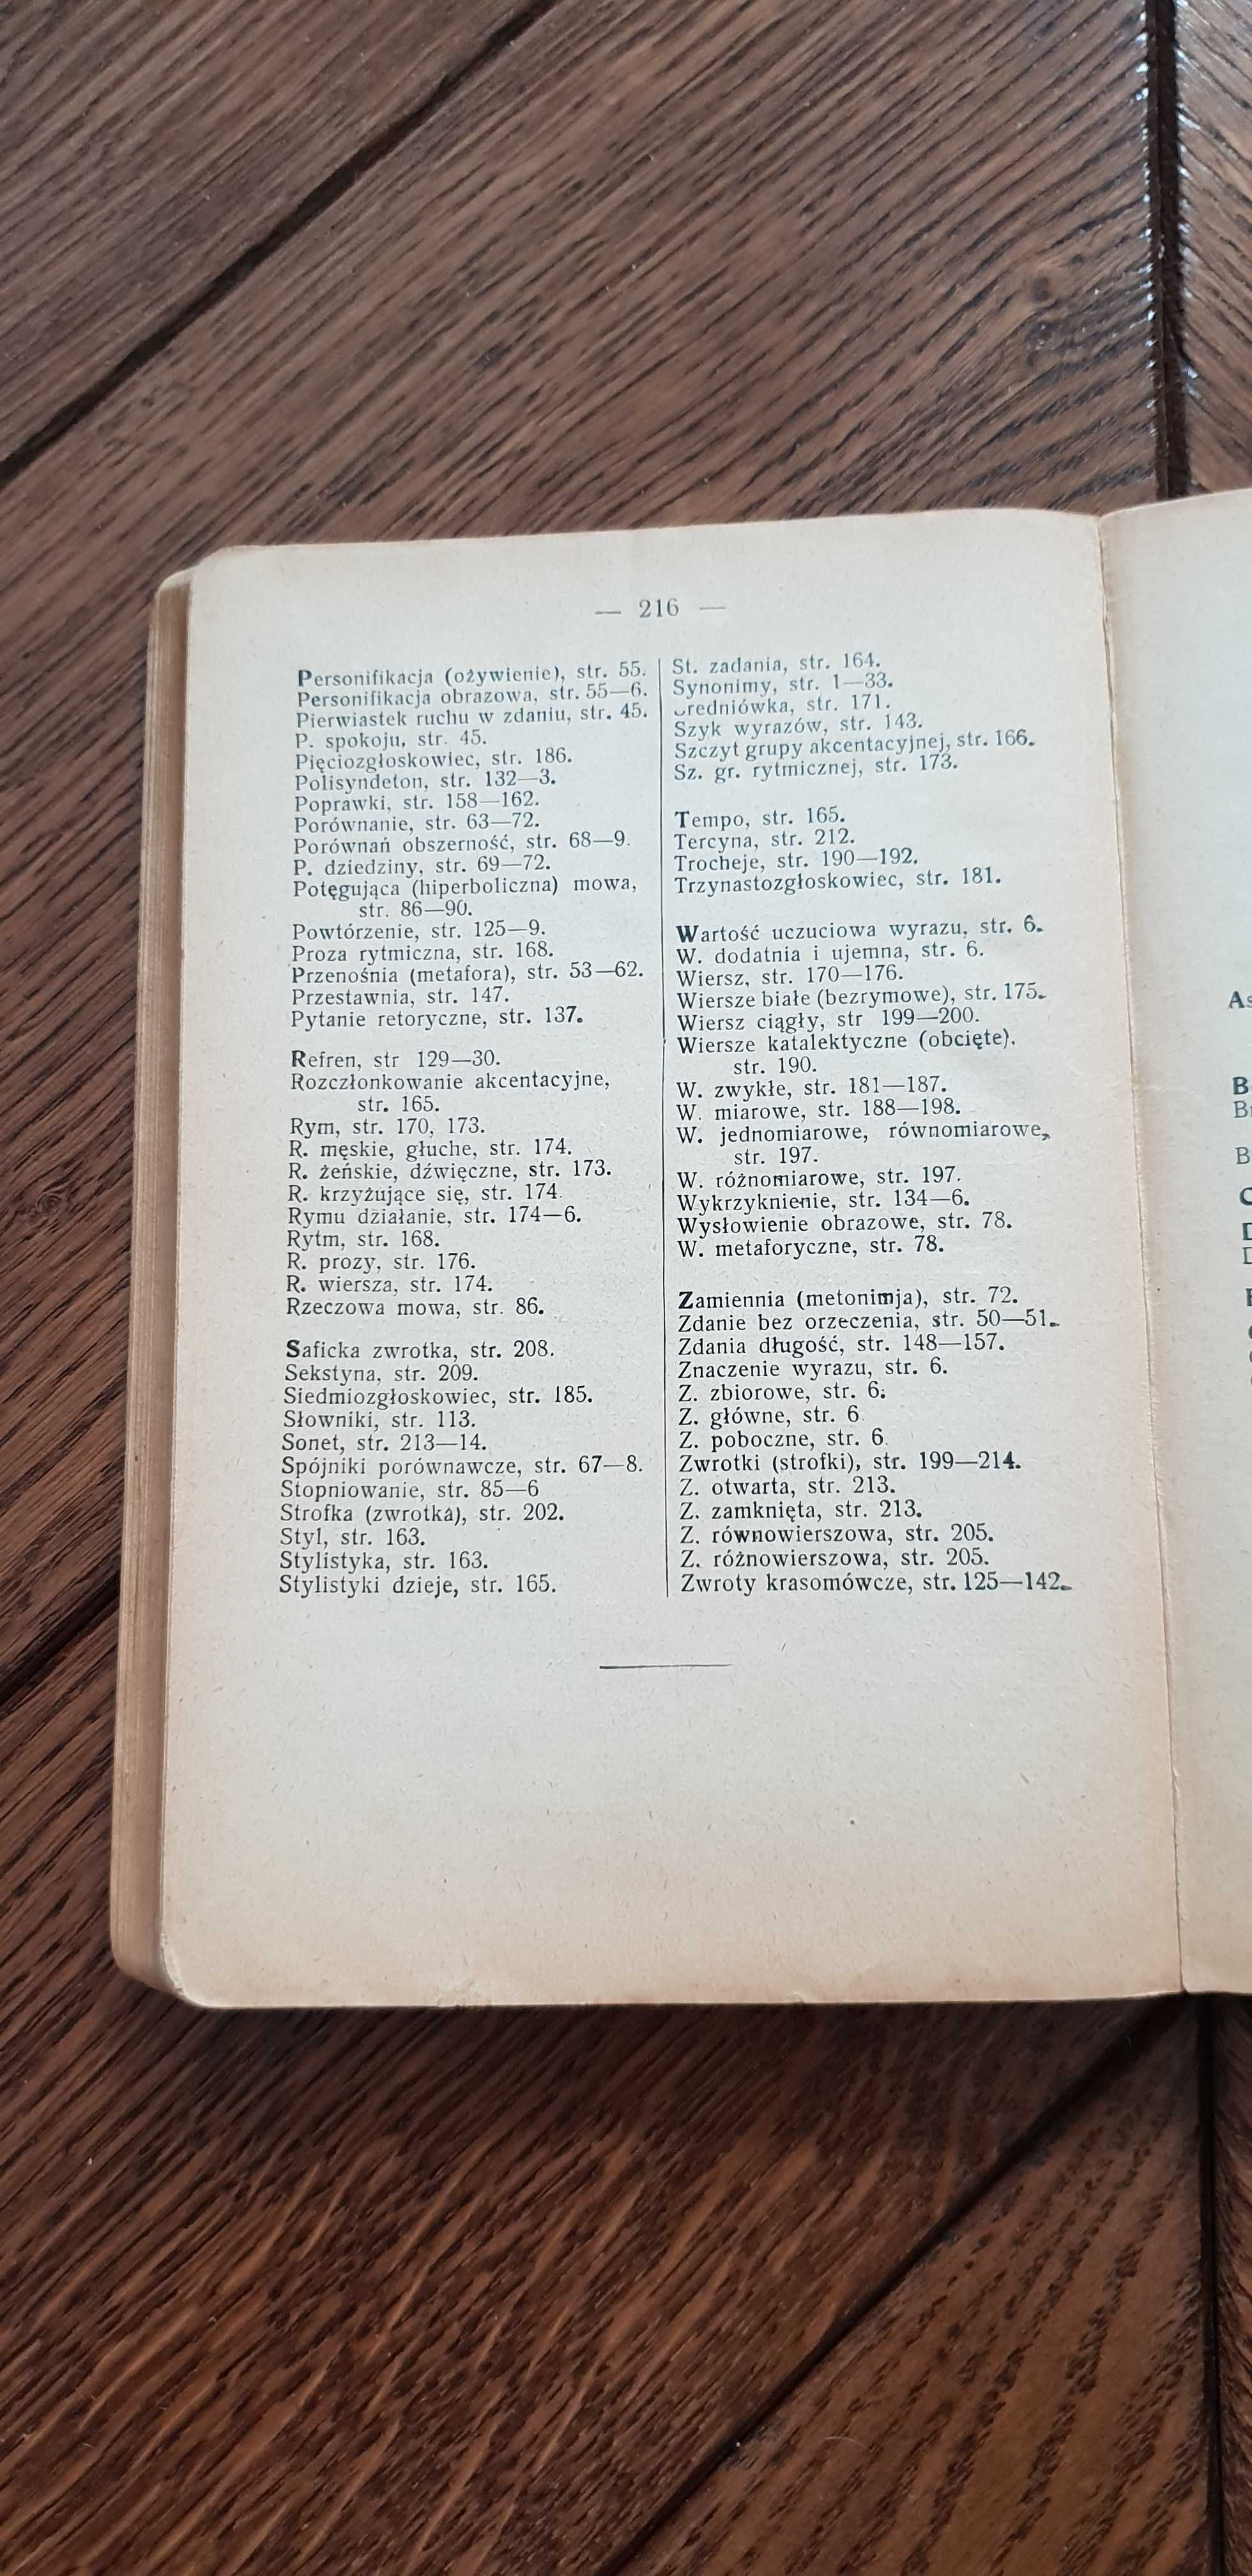 — 216 —
Personifikacja (ożywienie), str. 55.
Personifikacja obrazowa, str. 55—6.
Pierwiastek ruchu w zdaniu, str. 45.
P. spokoju, str. 45.
Pięciozgłoskowiec, str. 186.
Polisyndeton, str. 132—3.
Poprawki, str. 158—162.
Porównanie, str. 63—72.
Porównań obszerność, str. 68—9.
P. dziedziny, str. 69—72.
Potęgująca (hiperboliczna) mowa,
str. 86—90.
Powtórzenie, str. 125—9.
Proza rytmiczna, str. 168.
Przenośnia (metafora), str. 53—62.
Przestawnia, str. 147.
Pytanie retoryczne, str. 137.
Refren, str 129—30.
Rozczłonkowanie akcentacyjne,
str. 165.
Rym, str. 170, 173.
R. męskie, głuche, str. 174.
R. żeńskie, dźwięczne, str. 173.
R. krzyżujące się, str. 174.
Rymu działanie, str. 174—6.
Rytm, str. 168.
R. prozy, str. 176.
R. wiersza, str. 174.
Rzeczowa mowa, str. 86.
Saficka zwrotka, str. 208.
Sekstyna, str. 209.
Siedmiozgłoskowiec, str. 185.
Słowniki, str. 113.
Sonet, str. 213—14.
Spójniki porównawcze, str. 67—8.
Stopniowanie, str. 85—6
Strofka (zwrotka), str. 202.
Styl, str. 163.
Stylistyka, str. 163.
Stylistyki dzieje, str. 165.
St. zadania, str. 164.
Synonimy, str. 1—33.
Średniówka, str. 171.
Szyk wyrazów, str. 143.
Szczyt grupy akcentacyjnej, str. 166.
Sz. gr. rytmicznej, str. 173.
Tempo, str. 165.
Tercyna, str. 212.
Trocheje, str. 190—192.
Trzynastozgłoskowiec, str. 181.
Wartość uczuciowa wyrazu, str. 6.
W. dodatnia i ujemna, str. 6.
Wiersz, str. 170—176.
Wiersze białe (bezrymowe), str. 175.
Wiersz ciągły, str 199—200.
Wiersze katalektyczne (obcięte).
str. 190.
W. zwykłe, str. 181—187.
W. miarowe, str. 188—198.
W. jednomiarowe, równomiarowe,
str. 197.
W. różnomiarowe, str. 197.
Wykrzyknienie, str. 134—6.
Wysłowienie obrazowe, str. 78.
W. metaforyczne, str. 78.
Zamiennia (metonimja), str. 72.
Zdanie bez orzeczenia, str. 50—51.
Zdania długość, str. 148—157.
Znaczenie wyrazu, str. 6.
Z. zbiorowe, str. 6.
Z. główne, str. 6
Z. poboczne, str. 6.
Zwrotki (strofki), str. 199—214.
Z. otwarta, str. 213.
Z. zamknięta, str. 213.
Z. równowierszowa, str. 205.
Z. różnowierszowa, str. 205.
Zwroty krasomówcze, str. 125—142.